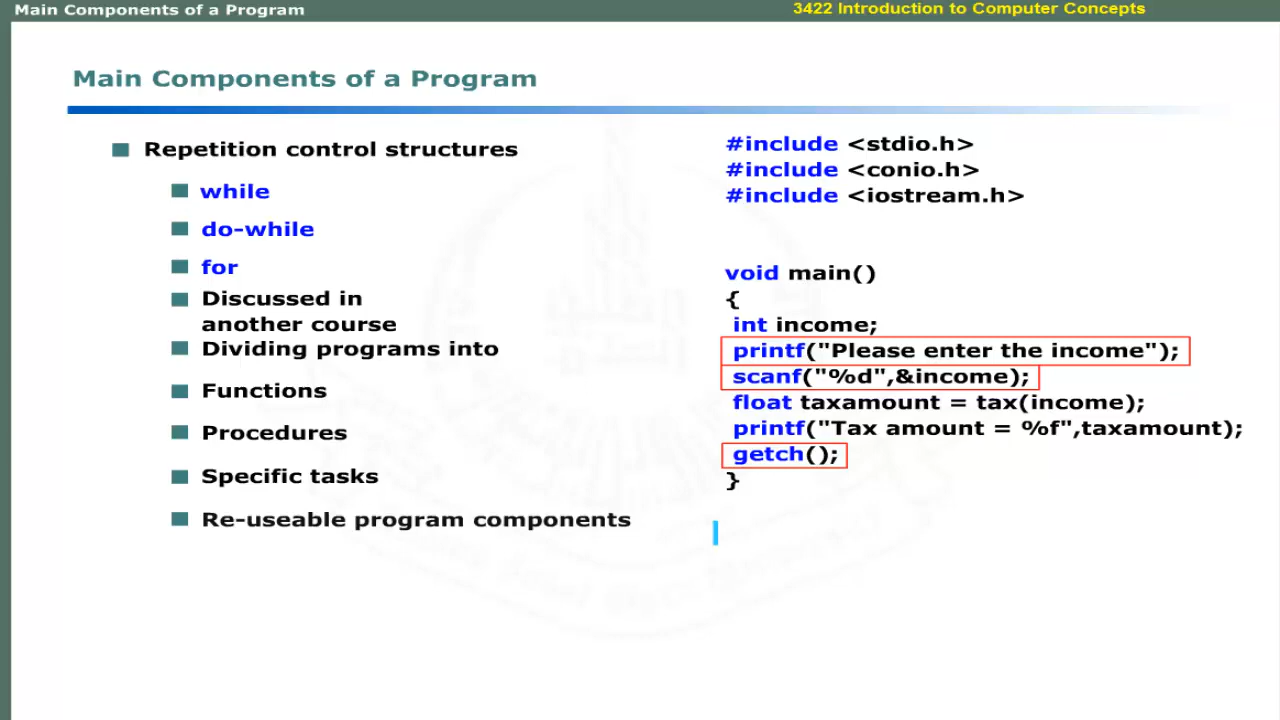 Main Components of a Program
3422 Introduction to Computer Concepts
Main Components of a Program
Repetition control structures
while
do-while
for
Discussed in
another course
Dividing programs into
Functions
Procedures
Specific tasks
Re-useable program components
#include <stdio.h>
#include <conio.h>
#include <iostream.h>
void main()
{
int income;
printf("Please enter the income");
scanf("%d",&income);
float taxamount = tax(income);
printf("Tax amount = %f",taxamount);
getch();
}